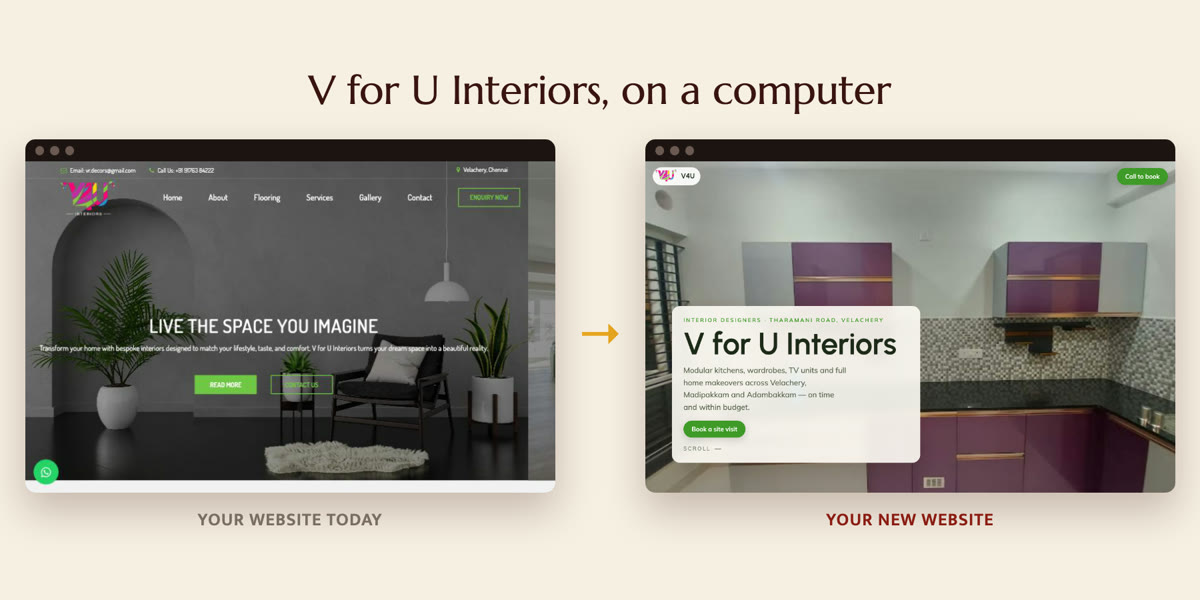 V for U Interiors, on a computer
Email: vr.decors@gmail.com
Call Us: +91 91763 84222
Velachery, Chennai
V4U
INTERIORS
Home
About
Flooring
Services
Gallery
Contact
ENQUIRY NOW
LIVE THE SPACE YOU IMAGINE
Transform your home with bespoke interiors designed to match your lifestyle, taste, and comfort. V for U Interiors turns your dream space into a beautiful reality.
READ MORE
CONTACT US
YOUR WEBSITE TODAY
V4U
V4U
Call to book
INTERIOR DESIGNERS · THARAMANI ROAD, VELACHERY
V for U Interiors
Modular kitchens, wardrobes, TV units and full
home makeovers across Velachery,
Madipakkam and Adambakkam — on time
and within budget.
Book a site visit
SCROLL —
YOUR NEW WEBSITE